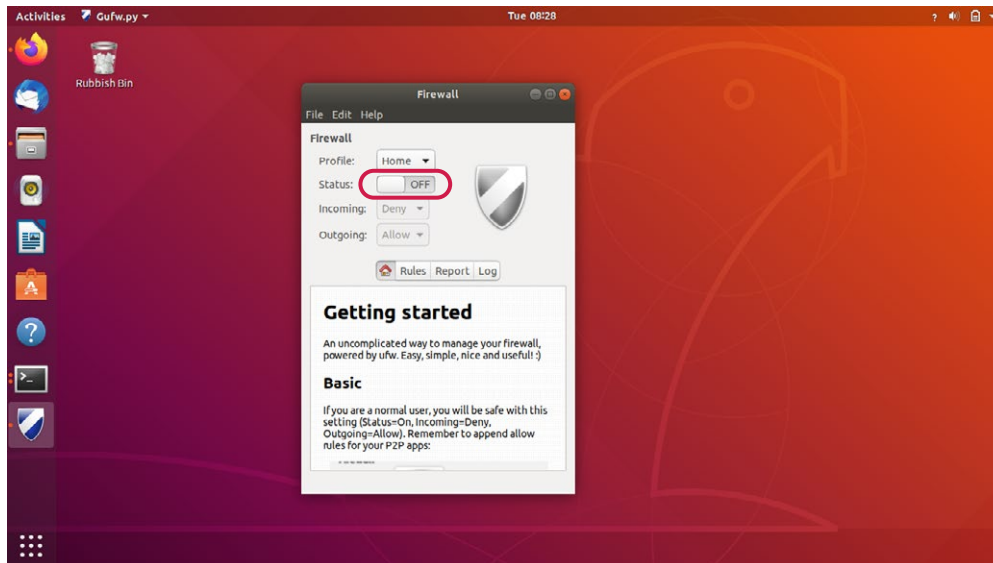 Activities Gufw.py Tue 08:28 ?
Rubbish Bin
Firewall
File Edit Help
Firewall
Profile: Home
Status: OFF
Incoming: Deny
Outgoing: Allow
Rules Report Log
Getting started
An uncomplicated way to manage your firewall,
powered by ufw. Easy, simple, nice and useful! :)
Basic
If you are a normal user, you will be safe with this
setting (Status=On, Incoming=Deny,
Outgoing=Allow). Remember to append allow
rules for your P2P apps: